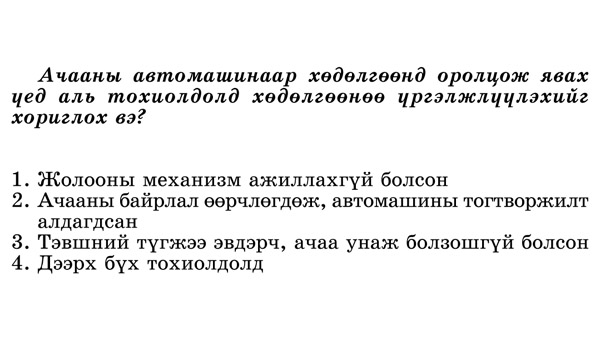 Ачааны автомашинаар хөдөлгөөнд оролцож явах
үед аль тохиолдолд хөдөлгөөнөө үргэлжлүүлэхийг
хориглох вэ?
1. Жолооны механизм ажиллахгүй болсон
2. Ачааны байрлал өөрчлөгдөж, автомашины тогтворжилт
алдагдсан
3. Тэвшний түгжээ эвдэрч, ачаа унаж болзошгүй болсон
4. Дээрх бүх тохиолдолд